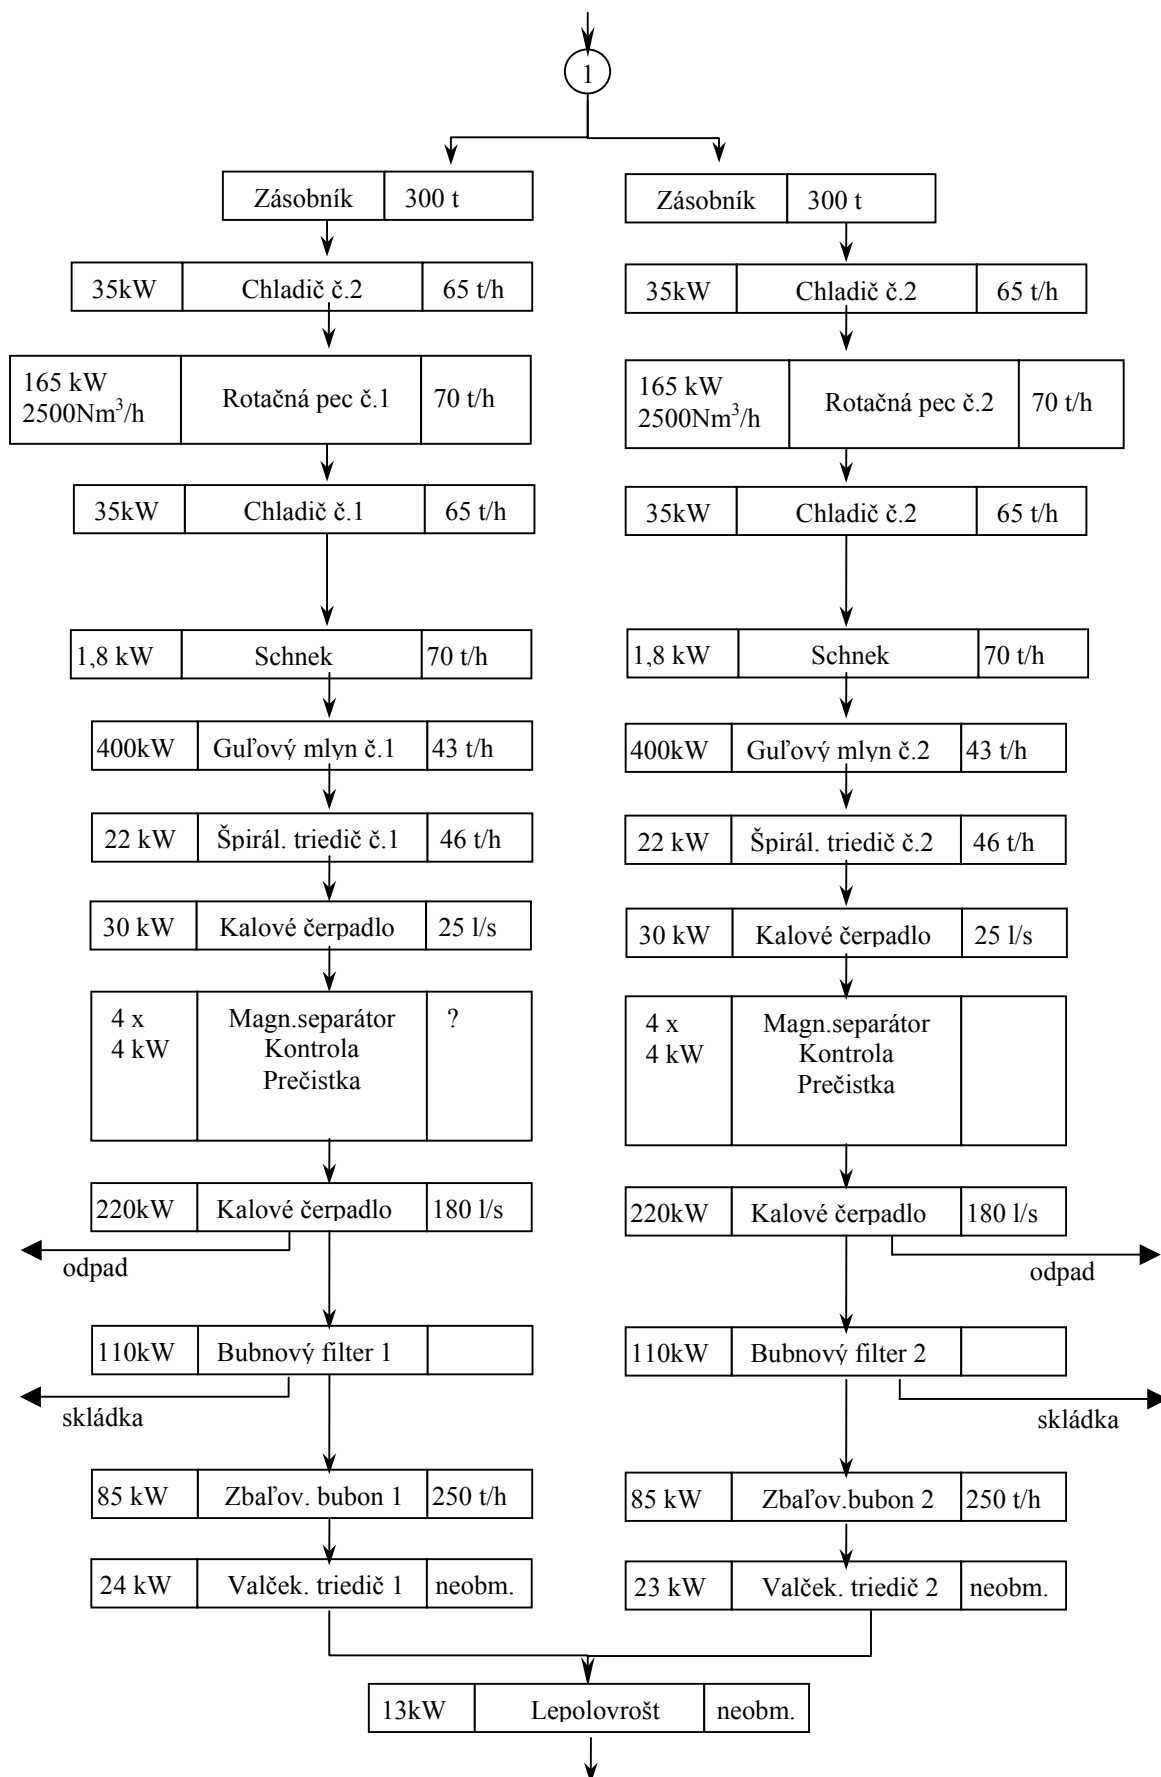 1
Zásobník 300 t
35kW Chladič č.2 65 t/h
165 kW
2500Nm³/h
Rotačná pec č.1 70 t/h
35kW Chladič č.1 65 t/h
1,8 kW Schnek 70 t/h
400kW Guľový mlyn č.1 43 t/h
22 kW Špirál. triedič č.1 46 t/h
30 kW Kalové čerpadlo 25 l/s
4 x
4 kW
Magn.separátor
Kontrola
Prečistka
?
220kW Kalové čerpadlo 180 l/s
odpad
110kW Bubnový filter 1
skládka
85 kW Zbaľov. bubon 1 250 t/h
24 kW Valček. triedič 1 neobm.
Zásobník 300 t
35kW Chladič č.2 65 t/h
165 kW
2500Nm³/h
Rotačná pec č.2 70 t/h
35kW Chladič č.2 65 t/h
1,8 kW Schnek 70 t/h
400kW Guľový mlyn č.2 43 t/h
22 kW Špirál. triedič č.2 46 t/h
30 kW Kalové čerpadlo 25 l/s
4 x
4 kW
Magn.separátor
Kontrola
Prečistka
220kW Kalové čerpadlo 180 l/s
odpad
110kW Bubnový filter 2
skládka
85 kW Zbaľov.bubon 2 250 t/h
23 kW Valček. triedič 2 neobm.
13kW Lepolovrošt neobm.